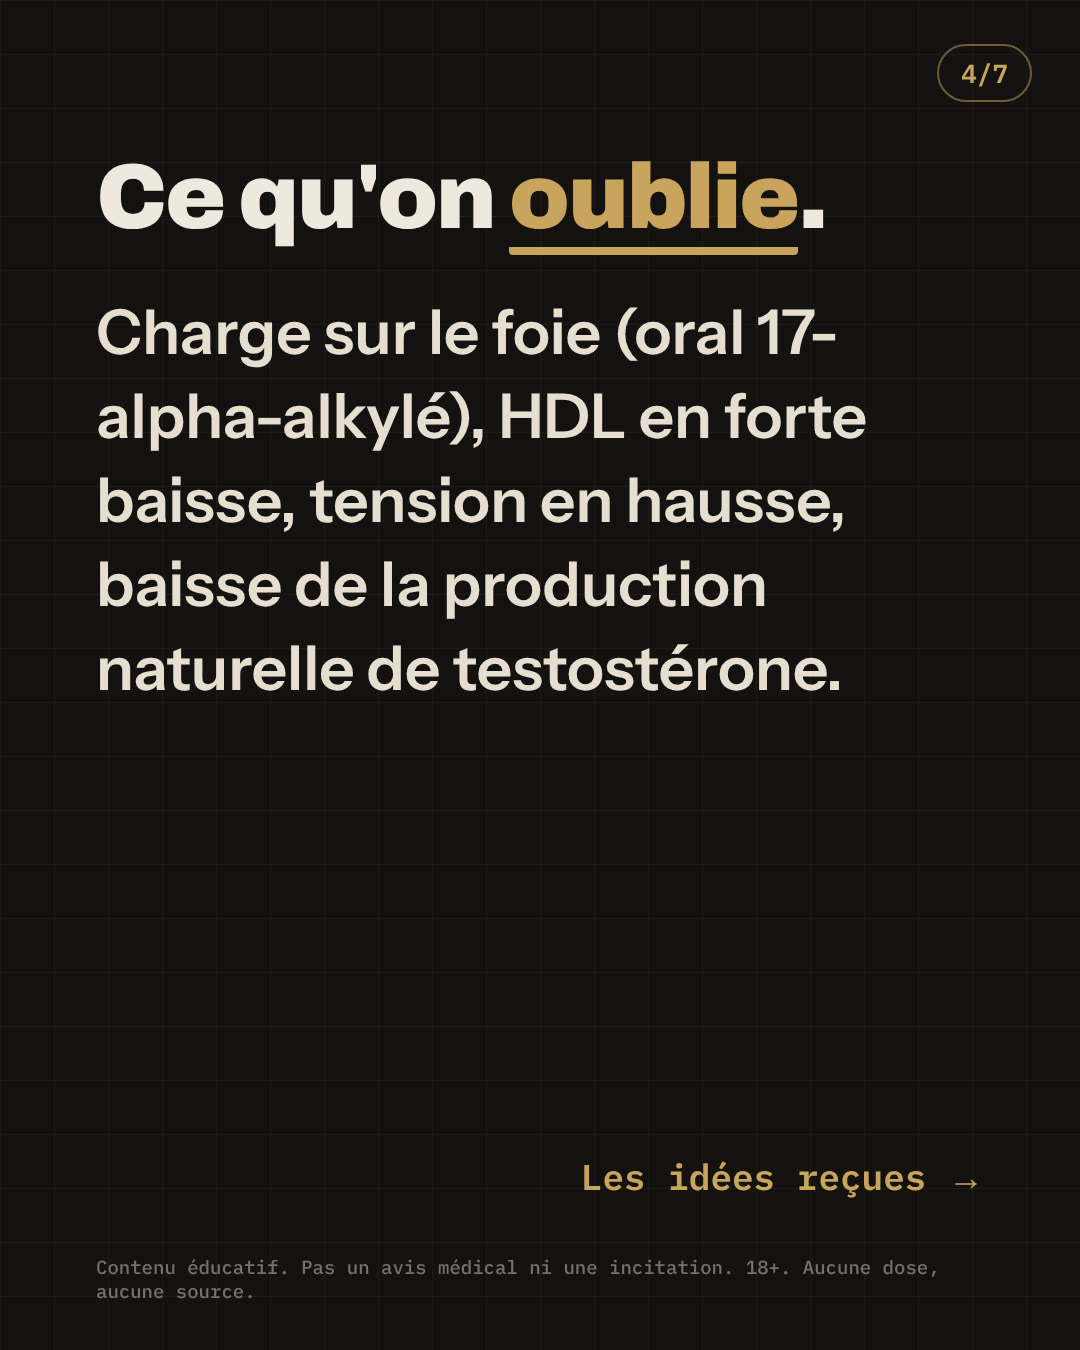 4/7
Ce qu'on oublie.
Charge sur le foie (oral 17-
alpha-alkylé), HDL en forte
baisse, tension en hausse,
baisse de la production
naturelle de testostérone.
Les idées reçues →
Contenu éducatif. Pas un avis médical ni une incitation. 18+. Aucune dose,
aucune source.